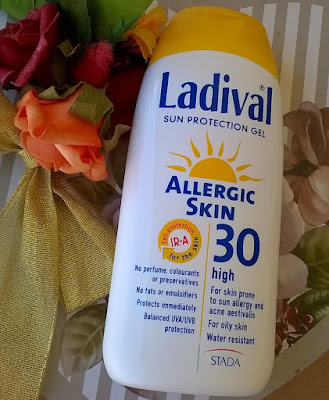 Ladival®
SUN PROTECTION GEL
ALLERGIC
SKIN
Cell protection
IR-A
for the skin
30
high
No perfume, colourants
or preservatives
No fats or emulsifiers
Protects immediately
Balanced UVA/UVB
protection
For skin prone
to sun allergy and
acne aestivalis
For oily skin
Water resistant
STADA